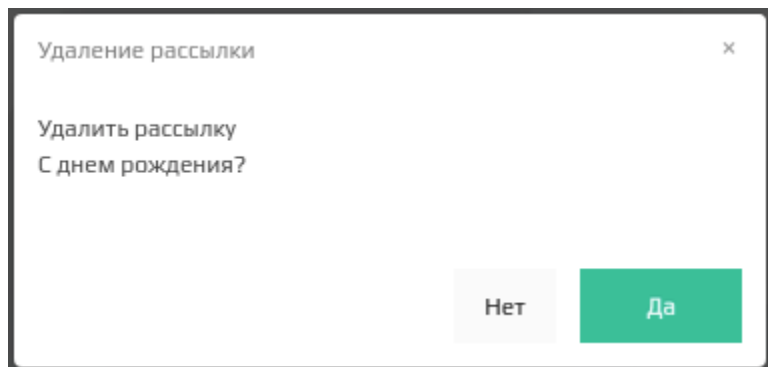 Удаление рассылки ×
Удалить рассылку
С днем рождения?
Нет Да